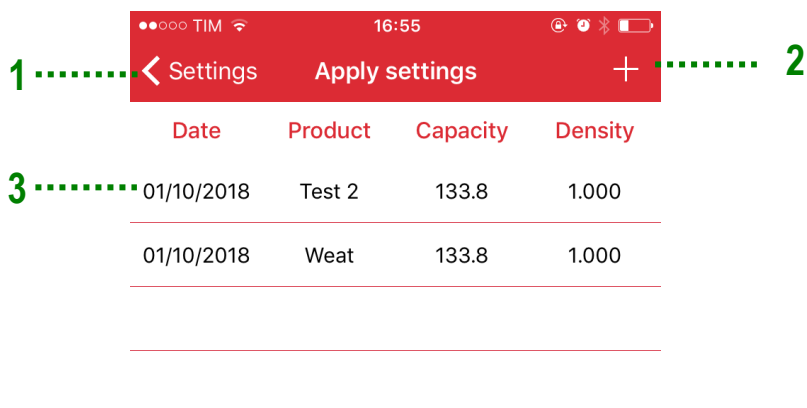 TIM 16:55
1 Settings Apply settings + 2
Date Product Capacity Density
3 01/10/2018 Test 2 133.8 1.000
01/10/2018 Weat 133.8 1.000